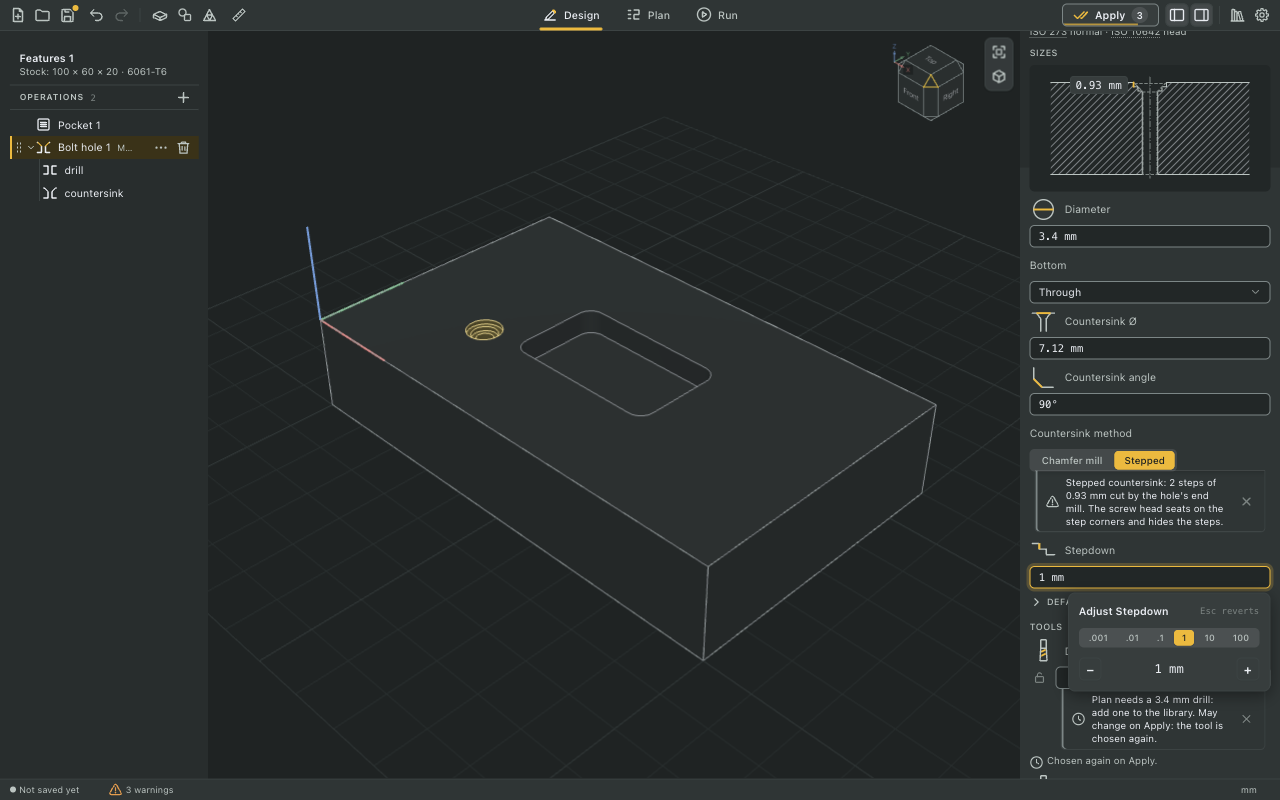 Design
Plan
Run
Apply 3
Features 1
Stock: 100 × 60 × 20 · 6061-T6
OPERATIONS 2
Pocket 1
Bolt hole 1 M…
drill
countersink
Z
Top
Front
Right
ISO 273 normal · ISO 10642 head
SIZES
0.93 mm
Diameter
3.4 mm
Bottom
Through
Countersink Ø
7.12 mm
Countersink angle
90°
Countersink method
Chamfer mill
Stepped
Stepped countersink: 2 steps of
0.93 mm cut by the hole's end
mill. The screw head seats on the
step corners and hides the steps.
Stepdown
1 mm
Adjust Stepdown
Esc reverts
.001 .01 .1 1 10 100
− 1 mm +
TOOLS
Plan needs a 3.4 mm drill:
add one to the library. May
change on Apply: the tool is
chosen again.
Chosen again on Apply.
Not saved yet
3 warnings
mm